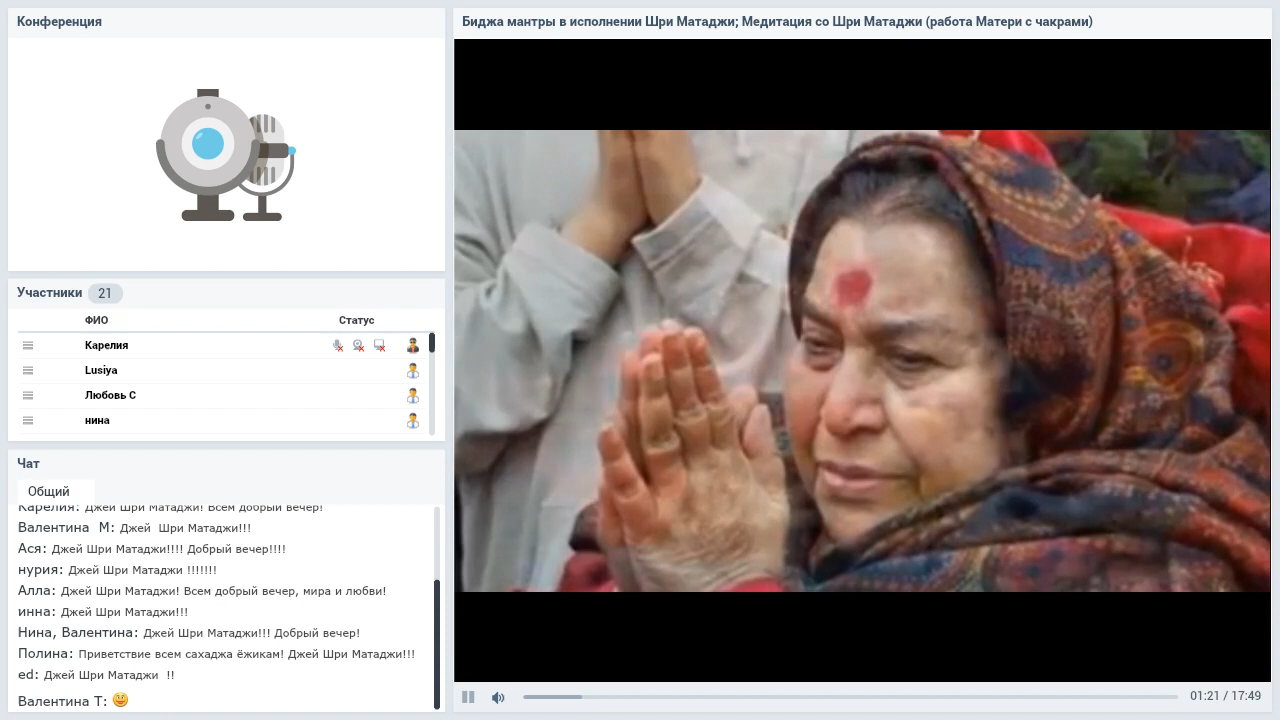 Конференция
Биджа мантры в исполнении Шри Матаджи; Медитация со Шри Матаджи (работа Матери с чакрами)
Участники 21
ФИО Статус
Карелия
Lusiya
Любовь С
нина
Чат
Общий
Карелия: Джей Шри Матаджи! Всем добрый вечер!
Валентина М: Джей Шри Матаджи!!!
Ася: Джей Шри Матаджи!!!! Добрый вечер!!!!
нурия: Джей Шри Матаджи !!!!!!!
Алла: Джей Шри Матаджи! Всем добрый вечер, мира и любви!
инна: Джей Шри Матаджи!!!
Нина, Валентина: Джей Шри Матаджи!!! Добрый вечер!
Полина: Приветствие всем сахаджа ёжикам! Джей Шри Матаджи!!!
ed: Джей Шри Матаджи !!
Валентина Т:
01:21 / 17:49